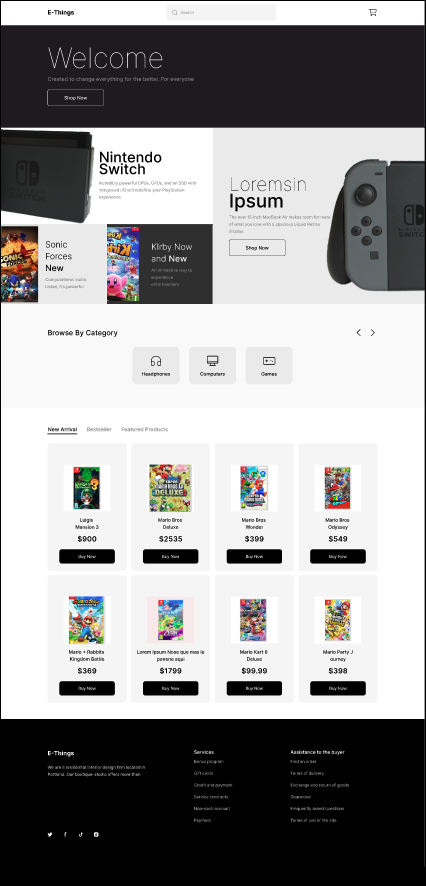 E-Things
Search
Welcome
Created to change everything for the better. For everyone
Shop Now
Nintendo
Switch
Incredibly powerful CPUs, GPUs, and an SSD with
integrated I/O will redefine your PlayStation
experience.
Sonic
Forces
New
Computational audio.
Listen, it's powerful
Kirby Now
and New
An immersive way to
experience
entertainment
Loremsin
Ipsum
The new 15-inch MacBook Air makes room for more
of what you love with a spacious Liquid Retina
display.
Shop Now
Browse By Category
Headphones
Computers
Games
New Arrival Bestseller Featured Products
Luigis
Mansion 3
$900
Buy Now
Mario Bros
Deluxe
$2535
Buy Now
Mario Bros
Wonder
$399
Buy Now
Mario Bros
Odyssey
$549
Buy Now
Mario + Rabbits
Kingdom Battle
$369
Buy Now
Lorem Ipsum Nose que mas le
ponorse aqui
$1799
Buy Now
Mario Kart 8
Deluxe
$99.99
Buy Now
Mario Party J
ourney
$398
Buy Now
E-Things
We are a residential interior design firm located in
Portland. Our boutique-studio offers more than
Services
Bonus program
Gift cards
Credit and payment
Service contracts
Non-cash account
Payment
Assistance to the buyer
Find an order
Terms of delivery
Exchange and return of goods
Guarantee
Frequently asked questions
Terms of use of the site